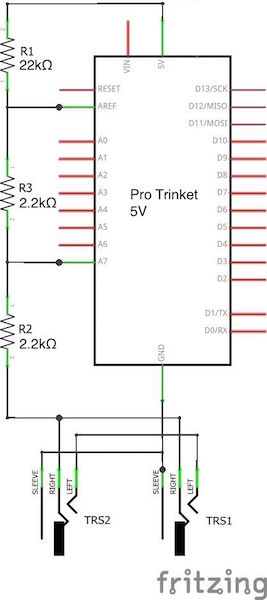 R1
22kΩ
VIN
5V
RESET
D13/SCK
AREF
D12/MISO
D11/MOSI
A0
D10
A1
D9
A2
D8
R3
2.2kΩ
A3
D7
Pro Trinket
5V
A4
D6
A5
D5
A6
D4
A7
D3
D2
R2
2.2kΩ
D1/TX
D0/RX
GND
SLEEVE
RIGHT
LEFT
TRS2
SLEEVE
RIGHT
LEFT
TRS1
fritzing